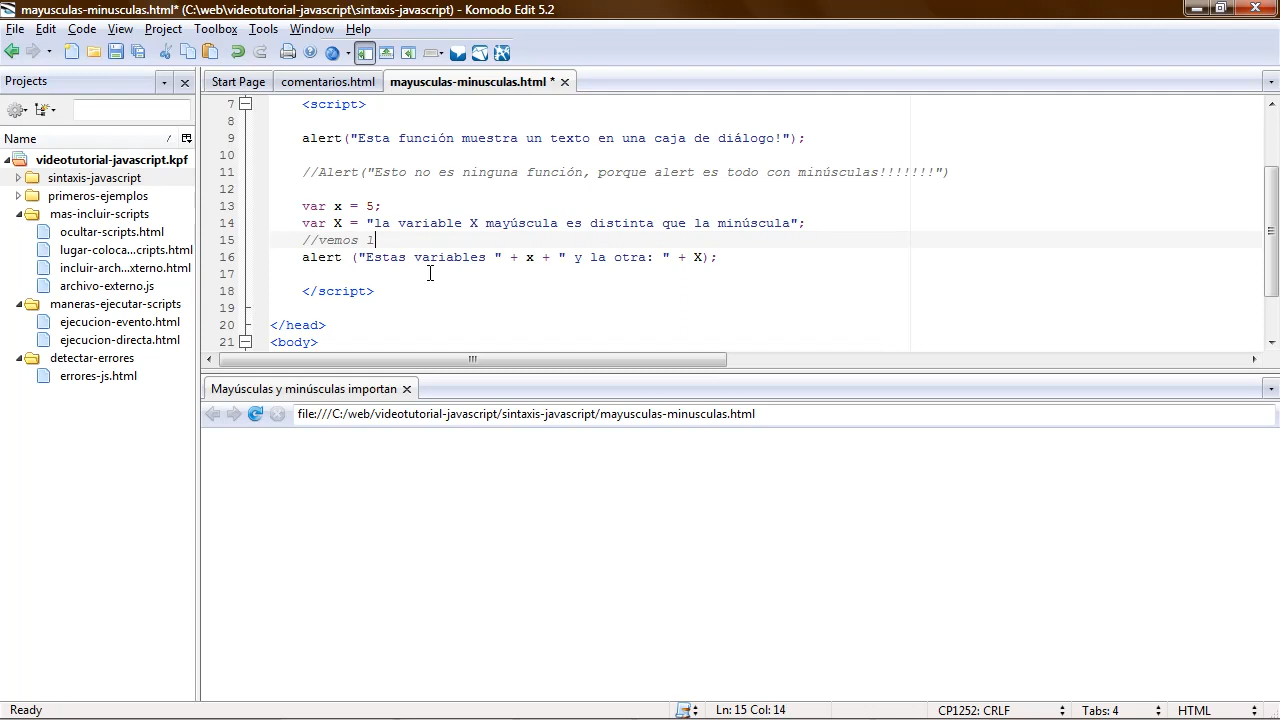 mayusculas-minusculas.html* (C:\web\videotutorial-javascript\sintaxis-javascript) - Komodo Edit 5.2
File Edit Code View Project Toolbox Tools Window Help
Projects
Start Page comentarios.html mayusculas-minusculas.html *
Name
videotutorial-javascript.kpf
sintaxis-javascript
primeros-ejemplos
mas-incluir-scripts
ocultar-scripts.html
lugar-coloca...cripts.html
incluir-arch...xterno.html
archivo-externo.js
maneras-ejecutar-scripts
ejecucion-evento.html
ejecucion-directa.html
detectar-errores
errores-js.html
7 <script>
8
9 alert("Esta función muestra un texto en una caja de diálogo!");
10
11 //Alert("Esto no es ninguna función, porque alert es todo con minúsculas!!!!!!!")
12
13 var x = 5;
14 var X = "la variable X mayúscula es distinta que la minúscula";
15 //vemos l
16 alert ("Estas variables " + x + " y la otra: " + X);
17
18 </script>
19
20 </head>
21 <body>
Mayúsculas y minúsculas importan
file:///C:/web/videotutorial-javascript/sintaxis-javascript/mayusculas-minusculas.html
Ready Ln: 15 Col: 14 CP1252: CRLF Tabs: 4 HTML